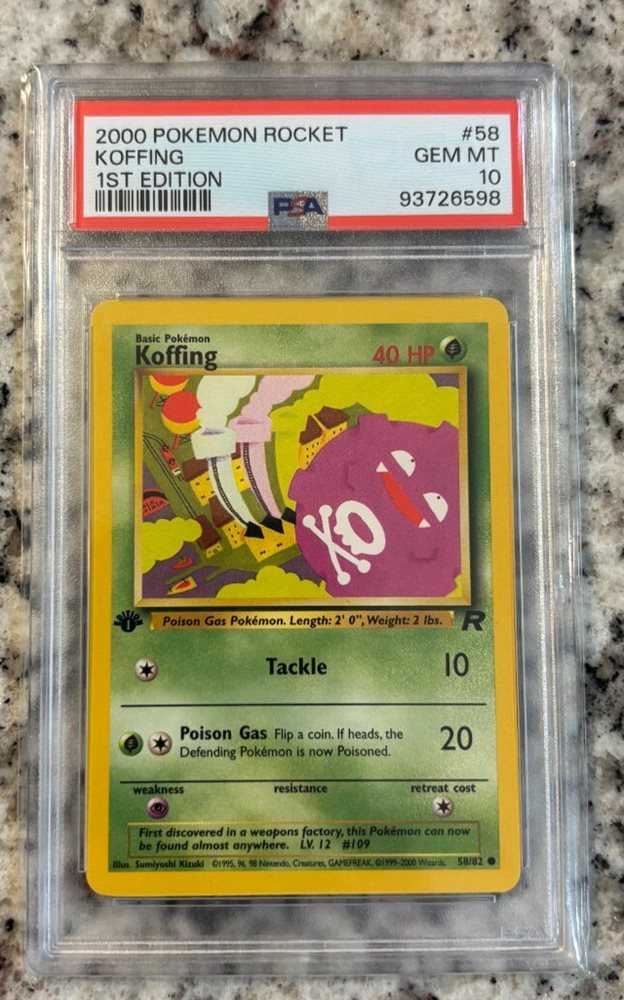 2000 POKEMON ROCKET #58
KOFFING GEM MT
1ST EDITION 10
PSA 93726598
Basic Pokémon
Koffing 40 HP
EDITION 1
Poison Gas Pokémon. Length: 2' 0", Weight: 2 lbs. R
Tackle 10
Poison Gas Flip a coin. If heads, the 20
Defending Pokémon is now Poisoned.
weakness resistance retreat cost
First discovered in a weapons factory, this Pokémon can now
be found almost anywhere. LV. 12 #109
Illus. Sumiyoshi Kizuki ©1995, 96, 98 Nintendo, Creatures, GAMEFREAK. ©1999-2000 Wizards. 58/82